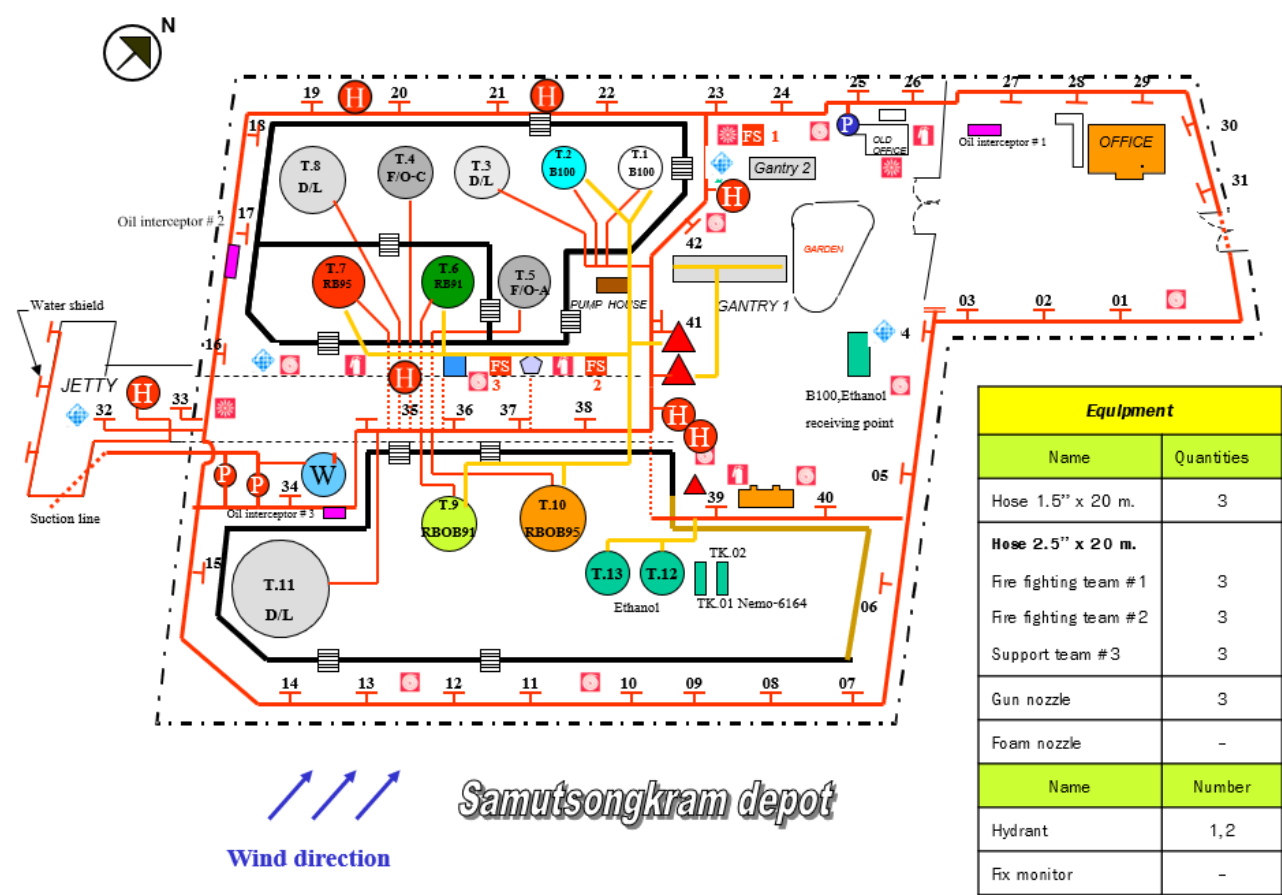 N
19
H
20
21
H
22
23
24
25
26
27
28
29
30
18
P
OLD
OFFICE
Oil interceptor # 1
OFFICE
FS 1
T.8
D/L
T.4
F/O-C
T.3
D/L
T.2
B100
T.1
B100
Gantry 2
31
H
17
Oil interceptor # 2
42
GARDEN
T.7
RB95
T.6
RB91
T.5
F/O-A
PUMP HOUSE
GANTRY 1
Water shield
03
02
01
41
4
16
JETTY
H
FS
3
FS
2
H
B100,Ethanol
receiving point
32
33
35
36
37
38
H
H
P
P
W
34
Suction line
Oil interceptor # 3
05
39
40
T.9
RBOB91
T.10
RBOB95
15
T.11
D/L
T.13
T.12
Ethanol
TK.02
TK.01 Nemo-6164
06
14
13
12
11
10
09
08
07
Samutsongkram depot
Wind direction
Equipment
Name Quantities
Hose 1.5” x 20 m. 3
Hose 2.5” x 20 m.
Fire fighting team #1 3
Fire fighting team #2 3
Support team #3 3
Gun nozzle 3
Foam nozzle -
Name Number
Hydrant 1,2
Fix monitor -